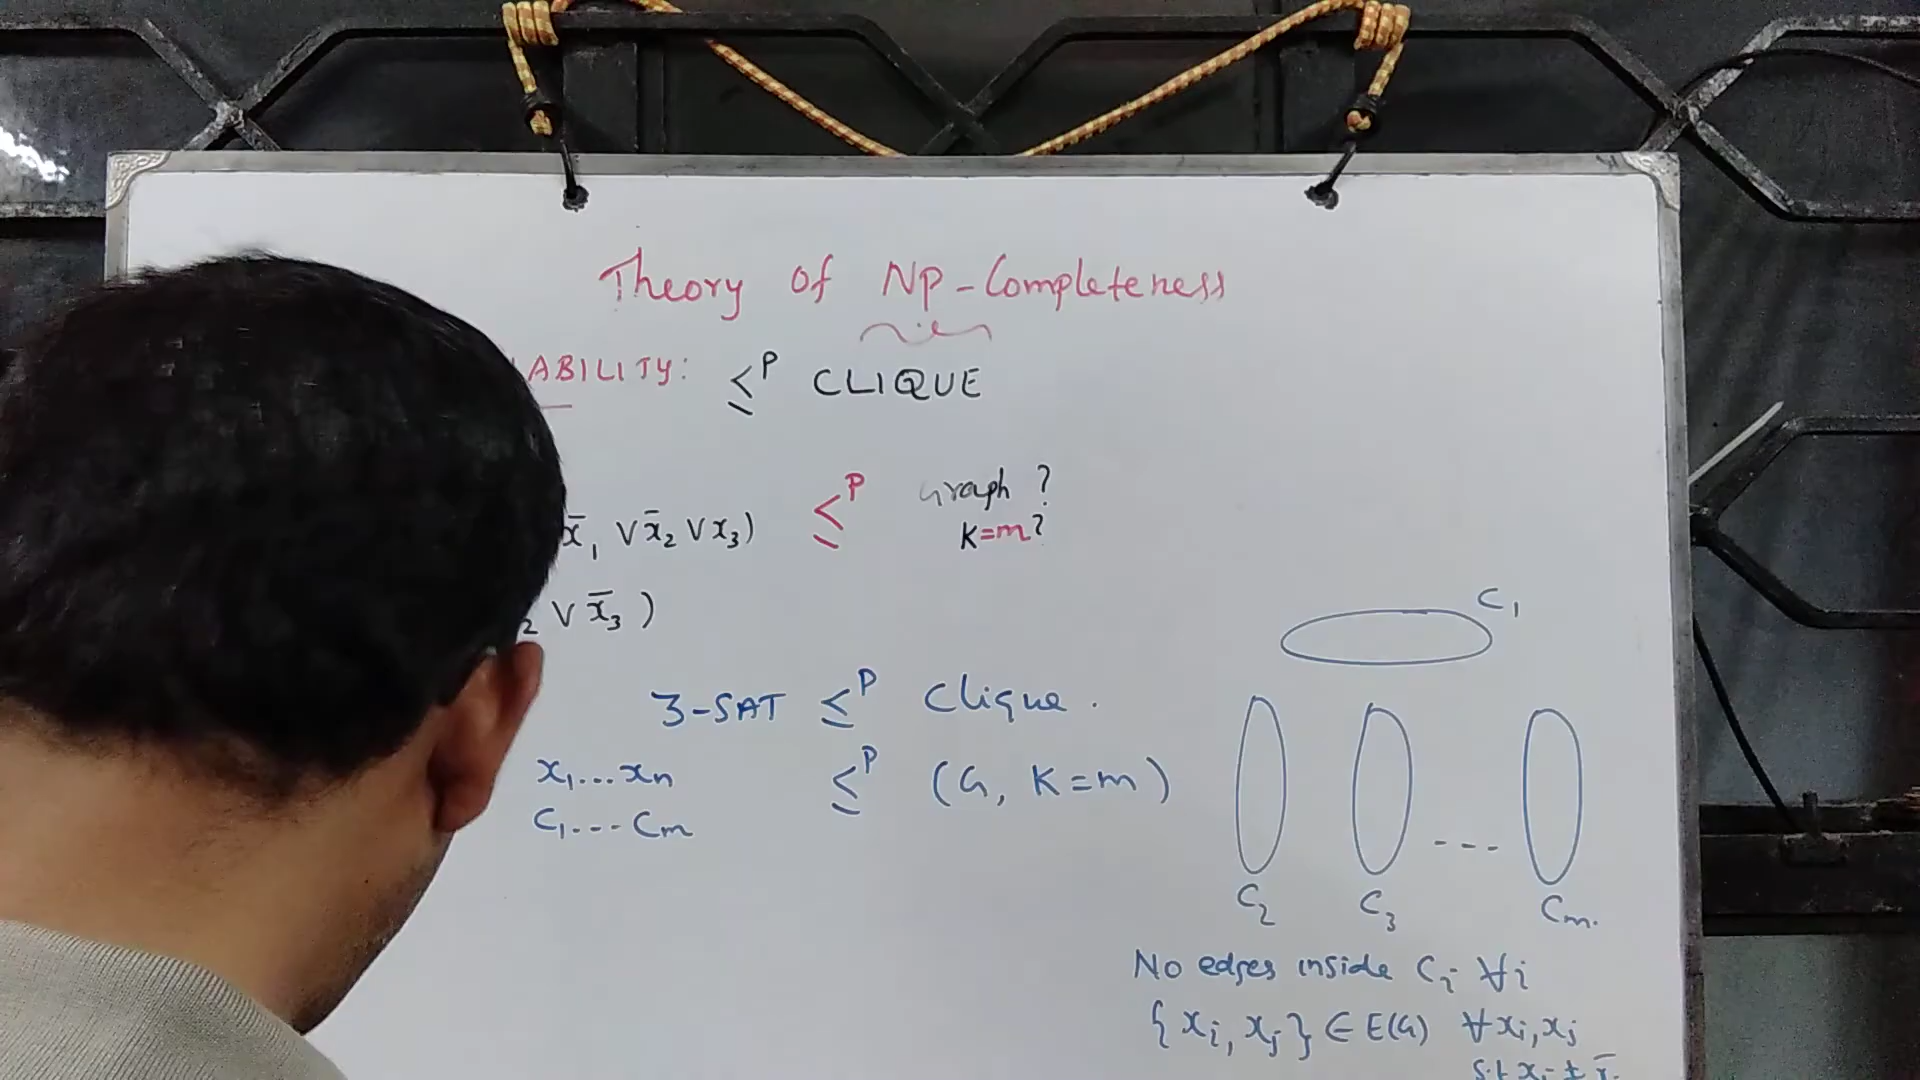 Theory of NP-Completeness
ABILITY: ≤ᴾ CLIQUE
x̄₁ ∨ x̄₂ ∨ x₃) ≤ᴾ Graph ?
K=m?
₂ ∨ x̄₃ )
C₁
3-SAT ≤ᴾ Clique.
x₁...xₙ ≤ᴾ (G, K=m)
C₁...Cₘ
C₂ C₃ --- Cₘ.
No edges inside Cᵢ ∀i
{xᵢ, xⱼ} ∈ E(G) ∀xᵢ,xⱼ
s.t xᵢ ≠ x̄